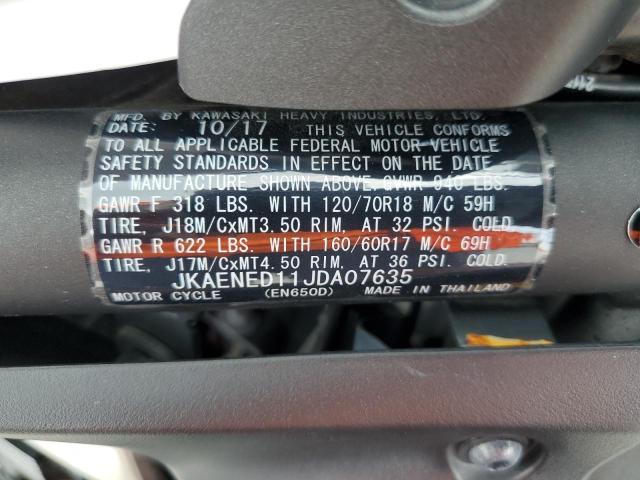 MFD. BY KAWASAKI HEAVY INDUSTRIES, LTD.
DATE: 10/17 THIS VEHICLE CONFORMS
TO ALL APPLICABLE FEDERAL MOTOR VEHICLE
SAFETY STANDARDS IN EFFECT ON THE DATE
OF MANUFACTURE SHOWN ABOVE. GVWR 940 LBS.
GAWR F 318 LBS. WITH 120/70R18 M/C 59H
TIRE, J18M/CxMT3.50 RIM, AT 32 PSI. COLD.
GAWR R 622 LBS. WITH 160/60R17 M/C 69H
TIRE, J17M/CxMT4.50 RIM, AT 36 PSI. COLD.
JKAENED11JDA07635
MOTOR CYCLE (EN650D) MADE IN THAILAND